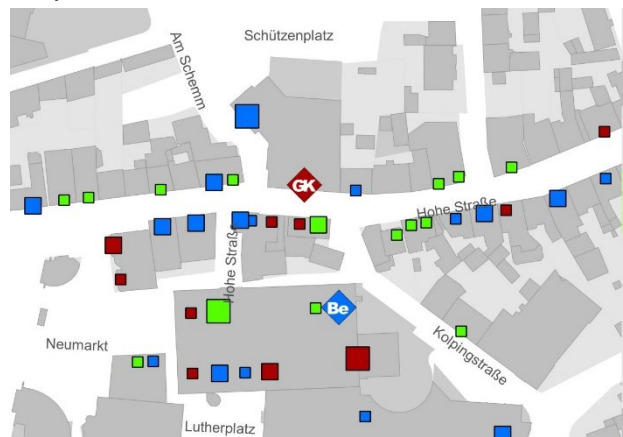 Schützenplatz
Am Schemm
GK
Hohe Straße
Hohe Straße
Be
Neumarkt
Kolpingstraße
Lutherplatz